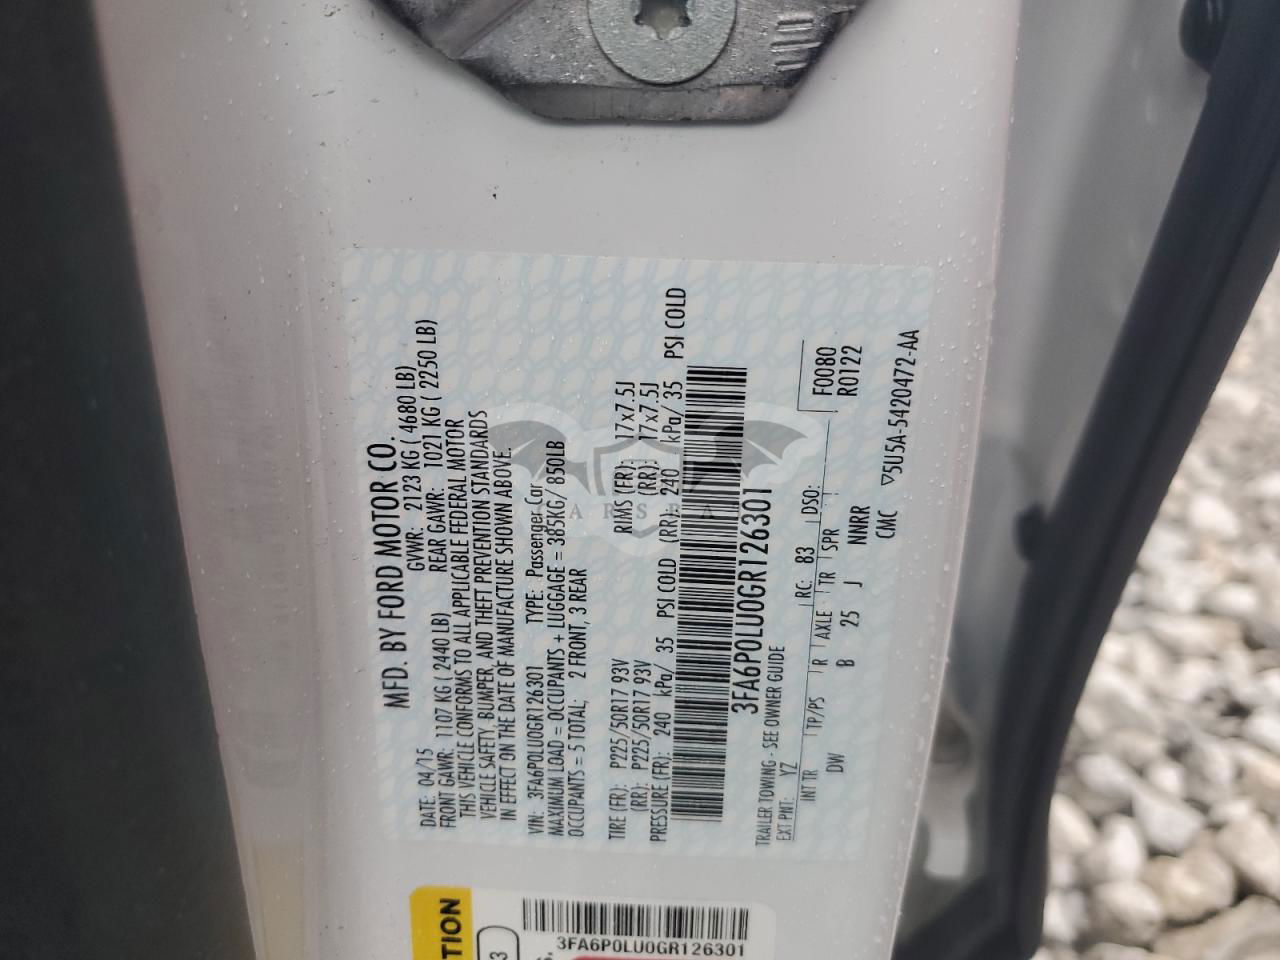 MFD. BY FORD MOTOR CO.
DATE: 04/15 GVWR: 2123 KG ( 4680 LB)
FRONT GAWR: 1107 KG ( 2440 LB) REAR GAWR: 1021 KG ( 2250 LB)
THIS VEHICLE CONFORMS TO ALL APPLICABLE FEDERAL MOTOR
VEHICLE SAFETY, BUMPER, AND THEFT PREVENTION STANDARDS
IN EFFECT ON THE DATE OF MANUFACTURE SHOWN ABOVE.
VIN: 3FA6P0LU0GR126301 TYPE: Passenger Car
MAXIMUM LOAD = OCCUPANTS + LUGGAGE = 385KG/ 850LB
OCCUPANTS = 5 TOTAL: 2 FRONT, 3 REAR
TIRE (FR): P225/50R17 93V RIMS (FR): 17x7.5J
(RR): P225/50R17 93V (RR): 17x7.5J
PRESSURE (FR): 240 kPa/ 35 PSI COLD (RR): 240 kPa/ 35 PSI COLD
3FA6P0LU0GR126301
TRAILER TOWING - SEE OWNER GUIDE
EXT PNT: YZ RC: 83 DSO: F0080
INT TR TP/PS R AXLE TR SPR R0122
DW B 25 J NNRR
CMC ▽5U5A-5420472-AA
CARS
TION
3
S.
3FA6P0LU0GR126301